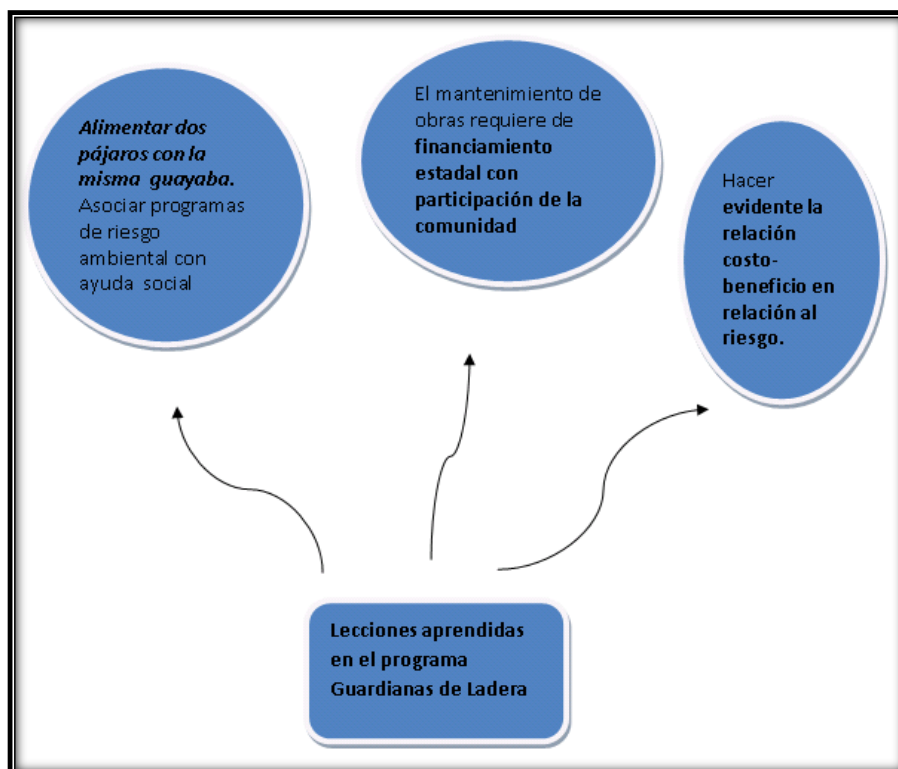 Alimentar dos
pájaros con la
misma guayaba.
Asociar programas
de riesgo
ambiental con
ayuda social
El mantenimiento de
obras requiere de
financiamiento
estadal con
participación de la
comunidad
Hacer
evidente la
relación
costo-
beneficio en
relación al
riesgo.
Lecciones aprendidas
en el programa
Guardianas de Ladera